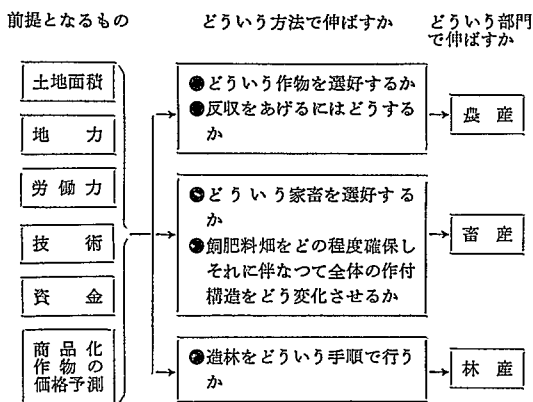 前提となるもの
どういう方法で伸ばすか
どういう部門
で伸ばすか
土地面積
地力
労働力
技術
資金
商品化
作物の
価格予測
●どういう作物を選好するか
●反収をあげるにはどうする
か
●どういう家畜を選好する
か
●飼肥料畑をどの程度確保し
それに伴なつて全体の作付
構造をどう変化させるか
●造林をどういう手順で行う
か
農産
畜産
林産